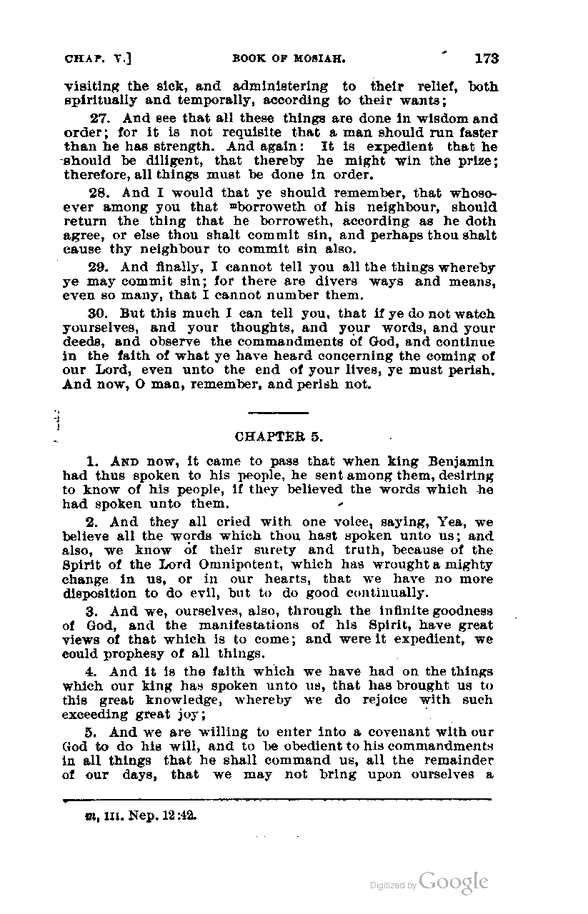 CHAP. V.] BOOK OF MOSIAH. 173
visiting the sick, and administering to their relief, both
spiritually and temporally, according to their wants;
27. And see that all these things are done in wisdom and
order; for it is not requisite that a man should run faster
than he has strength. And again: It is expedient that he
should be diligent, that thereby he might win the prize;
therefore, all things must be done in order.
28. And I would that ye should remember, that whoso-
ever among you that ᵐborroweth of his neighbour, should
return the thing that he borroweth, according as he doth
agree, or else thou shalt commit sin, and perhaps thou shalt
cause thy neighbour to commit sin also.
29. And finally, I cannot tell you all the things whereby
ye may commit sin; for there are divers ways and means,
even so many, that I cannot number them.
30. But this much I can tell you, that if ye do not watch
yourselves, and your thoughts, and your words, and your
deeds, and observe the commandments of God, and continue
in the faith of what ye have heard concerning the coming of
our Lord, even unto the end of your lives, ye must perish.
And now, O man, remember, and perish not.
CHAPTER 5.
1. AND now, it came to pass that when king Benjamin
had thus spoken to his people, he sent among them, desiring
to know of his people, if they believed the words which he
had spoken unto them.
2. And they all cried with one voice, saying, Yea, we
believe all the words which thou hast spoken unto us; and
also, we know of their surety and truth, because of the
Spirit of the Lord Omnipotent, which has wrought a mighty
change in us, or in our hearts, that we have no more
disposition to do evil, but to do good continually.
3. And we, ourselves, also, through the infinite goodness
of God, and the manifestations of his Spirit, have great
views of that which is to come; and were it expedient, we
could prophesy of all things.
4. And it is the faith which we have had on the things
which our king has spoken unto us, that has brought us to
this great knowledge, whereby we do rejoice with such
exceeding great joy;
5. And we are willing to enter into a covenant with our
God to do his will, and to be obedient to his commandments
in all things that he shall command us, all the remainder
of our days, that we may not bring upon ourselves a
m, III. Nep. 12:42.
Digitized by Google